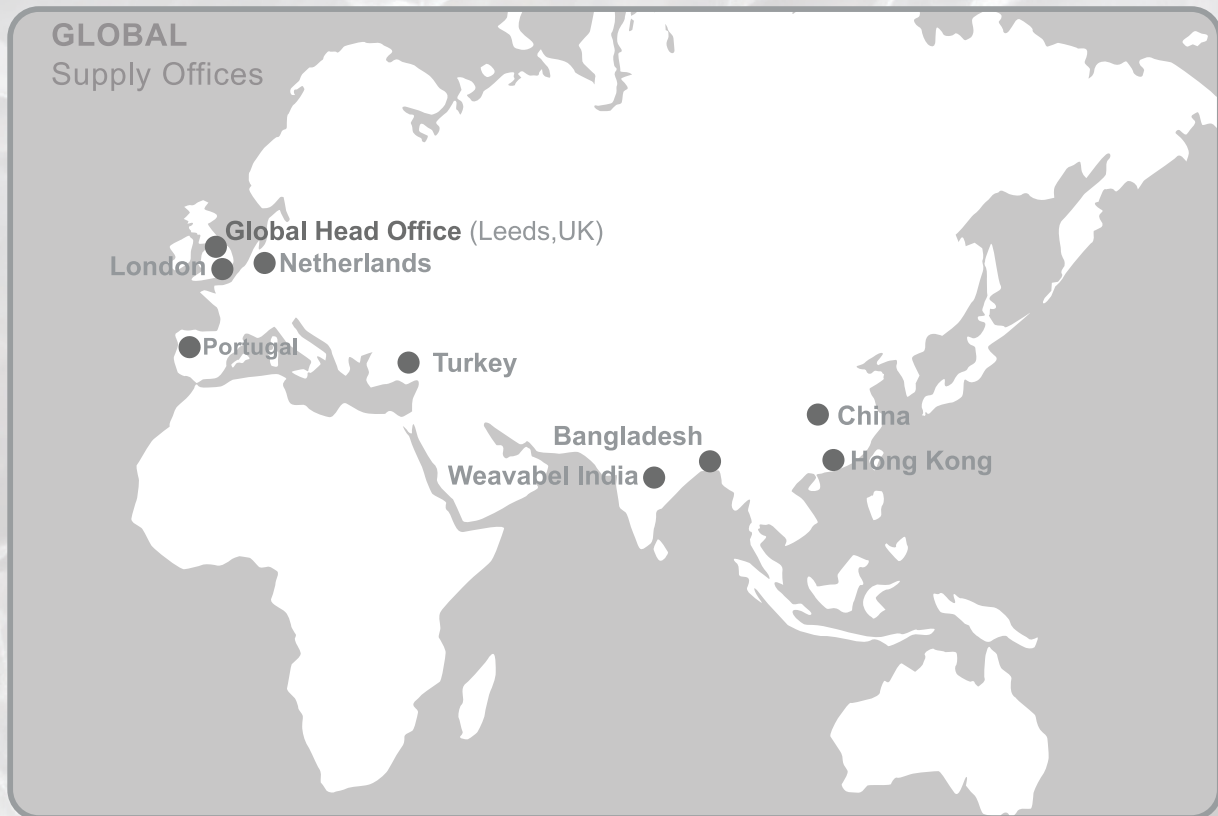 GLOBAL
Supply Offices
Global Head Office (Leeds,UK)
London
Netherlands
Portugal
Turkey
China
Bangladesh
Hong Kong
Weavabel India